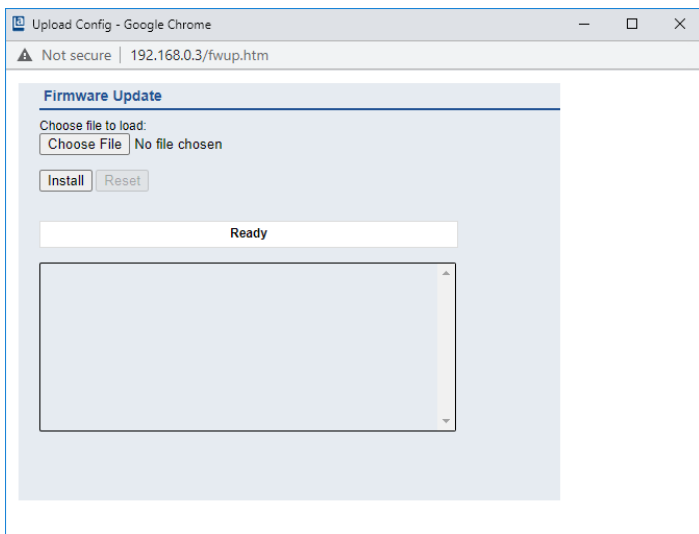 Upload Config - Google Chrome
Not secure | 192.168.0.3/fwup.htm
Firmware Update
Choose file to load:
Choose File No file chosen
Install Reset
Ready